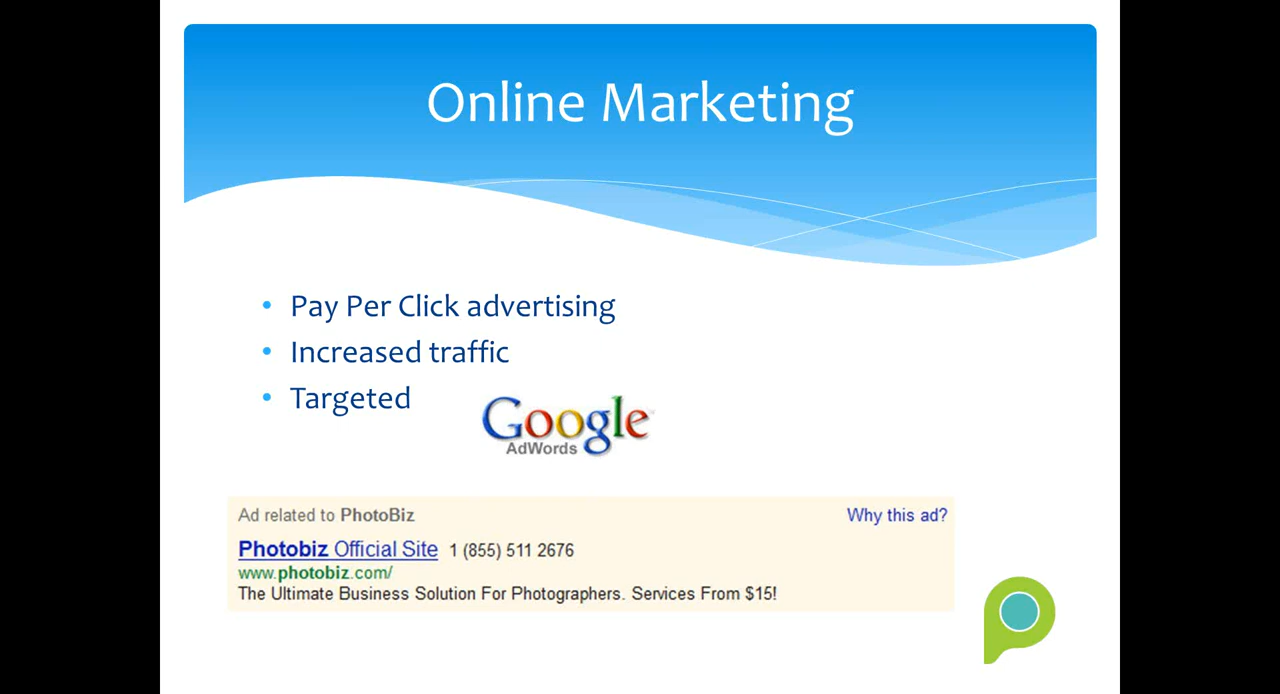 Online Marketing
• Pay Per Click advertising
• Increased traffic
• Targeted
Google
AdWords
Ad related to PhotoBiz Why this ad?
Photobiz Official Site 1 (855) 511 2676
www.photobiz.com/
The Ultimate Business Solution For Photographers. Services From $15!